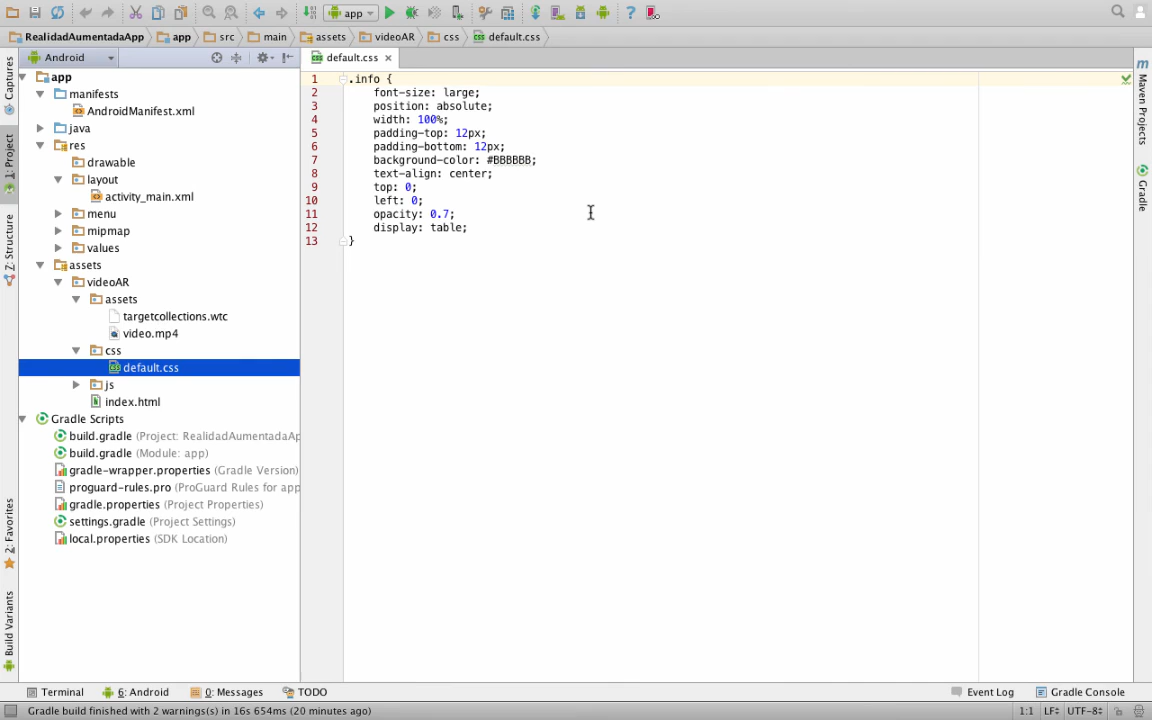 app
RealidadAumentadaApp
app
src
main
assets
videoAR
css
default.css
Android
default.css
Captures
1: Project
Z: Structure
2: Favorites
Build Variants
app
manifests
AndroidManifest.xml
java
res
drawable
layout
activity_main.xml
menu
mipmap
values
assets
videoAR
assets
targetcollections.wtc
video.mp4
css
default.css
js
index.html
Gradle Scripts
build.gradle (Project: RealidadAumentadaAp
build.gradle (Module: app)
gradle-wrapper.properties (Gradle Version)
proguard-rules.pro (ProGuard Rules for app
gradle.properties (Project Properties)
settings.gradle (Project Settings)
local.properties (SDK Location)
1 .info {
2 font-size: large;
3 position: absolute;
4 width: 100%;
5 padding-top: 12px;
6 padding-bottom: 12px;
7 background-color: #BBBBBB;
8 text-align: center;
9 top: 0;
10 left: 0;
11 opacity: 0.7;
12 display: table;
13 }
m
Maven Projects
Gradle
Terminal
6: Android
0: Messages
TODO
Event Log
Gradle Console
Gradle build finished with 2 warnings(s) in 16s 654ms (20 minutes ago)
1:1
LF
UTF-8